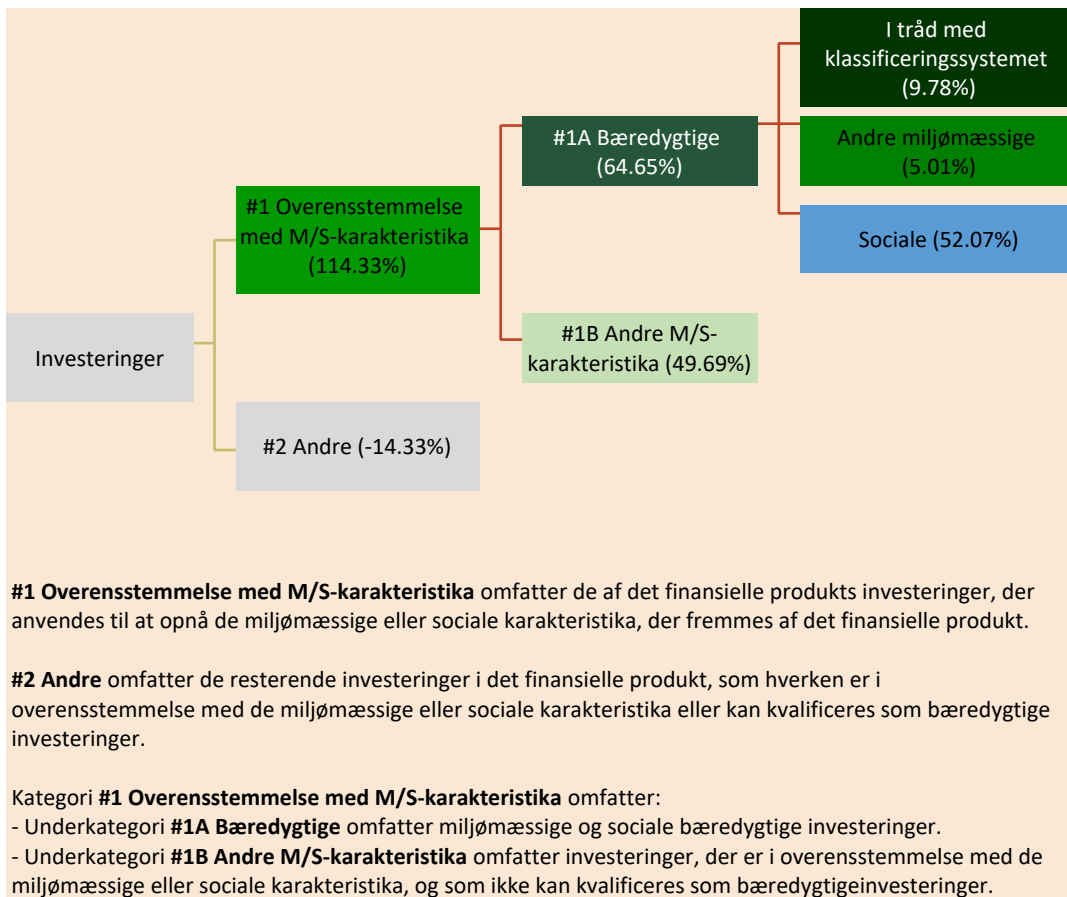 I tråd med
klassificeringssystemet
(9.78%)
#1A Bæredygtige
(64.65%)
Andre miljømæssige
(5.01%)
#1 Overensstemmelse
med M/S-karakteristika
(114.33%)
Sociale (52.07%)
Investeringer
#1B Andre M/S-
karakteristika (49.69%)
#2 Andre (-14.33%)
#1 Overensstemmelse med M/S-karakteristika omfatter de af det finansielle produkts investeringer, der
anvendes til at opnå de miljømæssige eller sociale karakteristika, der fremmes af det finansielle produkt.
#2 Andre omfatter de resterende investeringer i det finansielle produkt, som hverken er i
overensstemmelse med de miljømæssige eller sociale karakteristika eller kan kvalificeres som bæredygtige
investeringer.
Kategori #1 Overensstemmelse med M/S-karakteristika omfatter:
- Underkategori #1A Bæredygtige omfatter miljømæssige og sociale bæredygtige investeringer.
- Underkategori #1B Andre M/S-karakteristika omfatter investeringer, der er i overensstemmelse med de
miljømæssige eller sociale karakteristika, og som ikke kan kvalificeres som bæredygtigeinvesteringer.